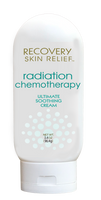 RECOVERY
SKIN RELIEF.
radiation
chemotherapy
ULTIMATE
SOOTHING
CREAM